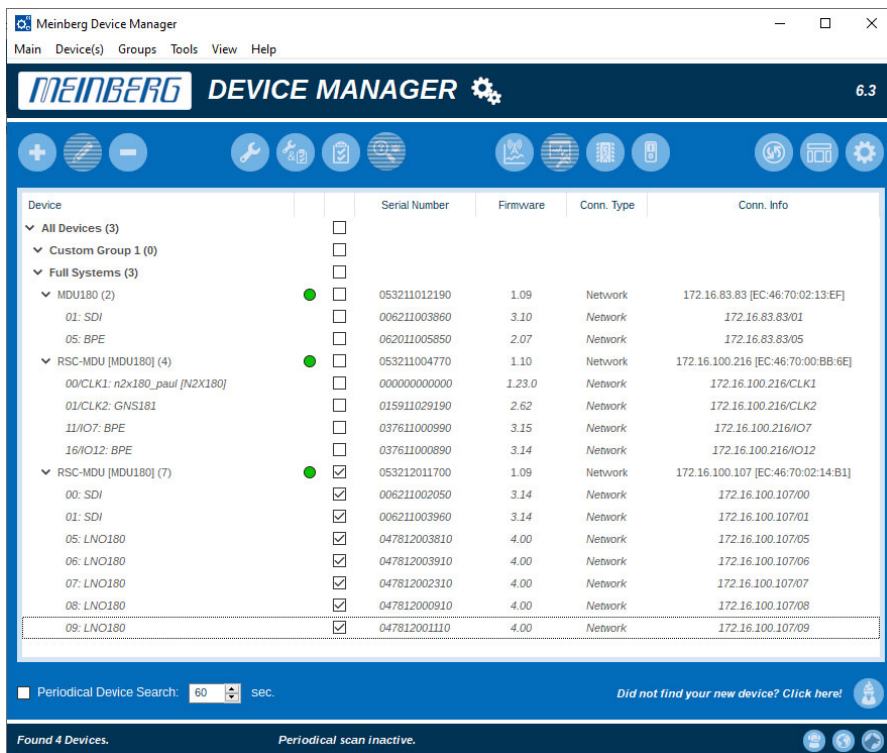 Meinberg Device Manager
Main Device(s) Groups Tools View Help
MEINBERG DEVICE MANAGER 6.3
Device Serial Number Firmware Conn. Type Conn. Info
All Devices (3)
Custom Group 1 (0)
Full Systems (3)
MDU180 (2) 053211012190 1.09 Network 172.16.83.83 [EC:46:70:02:13:EF]
01: SDI 006211003860 3.10 Network 172.16.83.83/01
05: BPE 062011005850 2.07 Network 172.16.83.83/05
RSC-MDU [MDU180] (4) 053211004770 1.10 Network 172.16.100.216 [EC:46:70:00:BB:6E]
00/CLK1: n2x180_paul [N2X180] 000000000000 1.23.0 Network 172.16.100.216/CLK1
01/CLK2: GNS181 015911029190 2.62 Network 172.16.100.216/CLK2
11/IO7: BPE 037611000990 3.15 Network 172.16.100.216/IO7
16/IO12: BPE 037611000890 3.14 Network 172.16.100.216/IO12
RSC-MDU [MDU180] (7) 053212011700 1.09 Network 172.16.100.107 [EC:46:70:02:14:B1]
00: SDI 006211002050 3.14 Network 172.16.100.107/00
01: SDI 006211003960 3.14 Network 172.16.100.107/01
05: LNO180 047812003810 4.00 Network 172.16.100.107/05
06: LNO180 047812003910 4.00 Network 172.16.100.107/06
07: LNO180 047812002310 4.00 Network 172.16.100.107/07
08: LNO180 047812000910 4.00 Network 172.16.100.107/08
09: LNO180 047812001110 4.00 Network 172.16.100.107/09
Periodical Device Search: 60 sec. Did not find your new device? Click here!
Found 4 Devices. Periodical scan inactive.